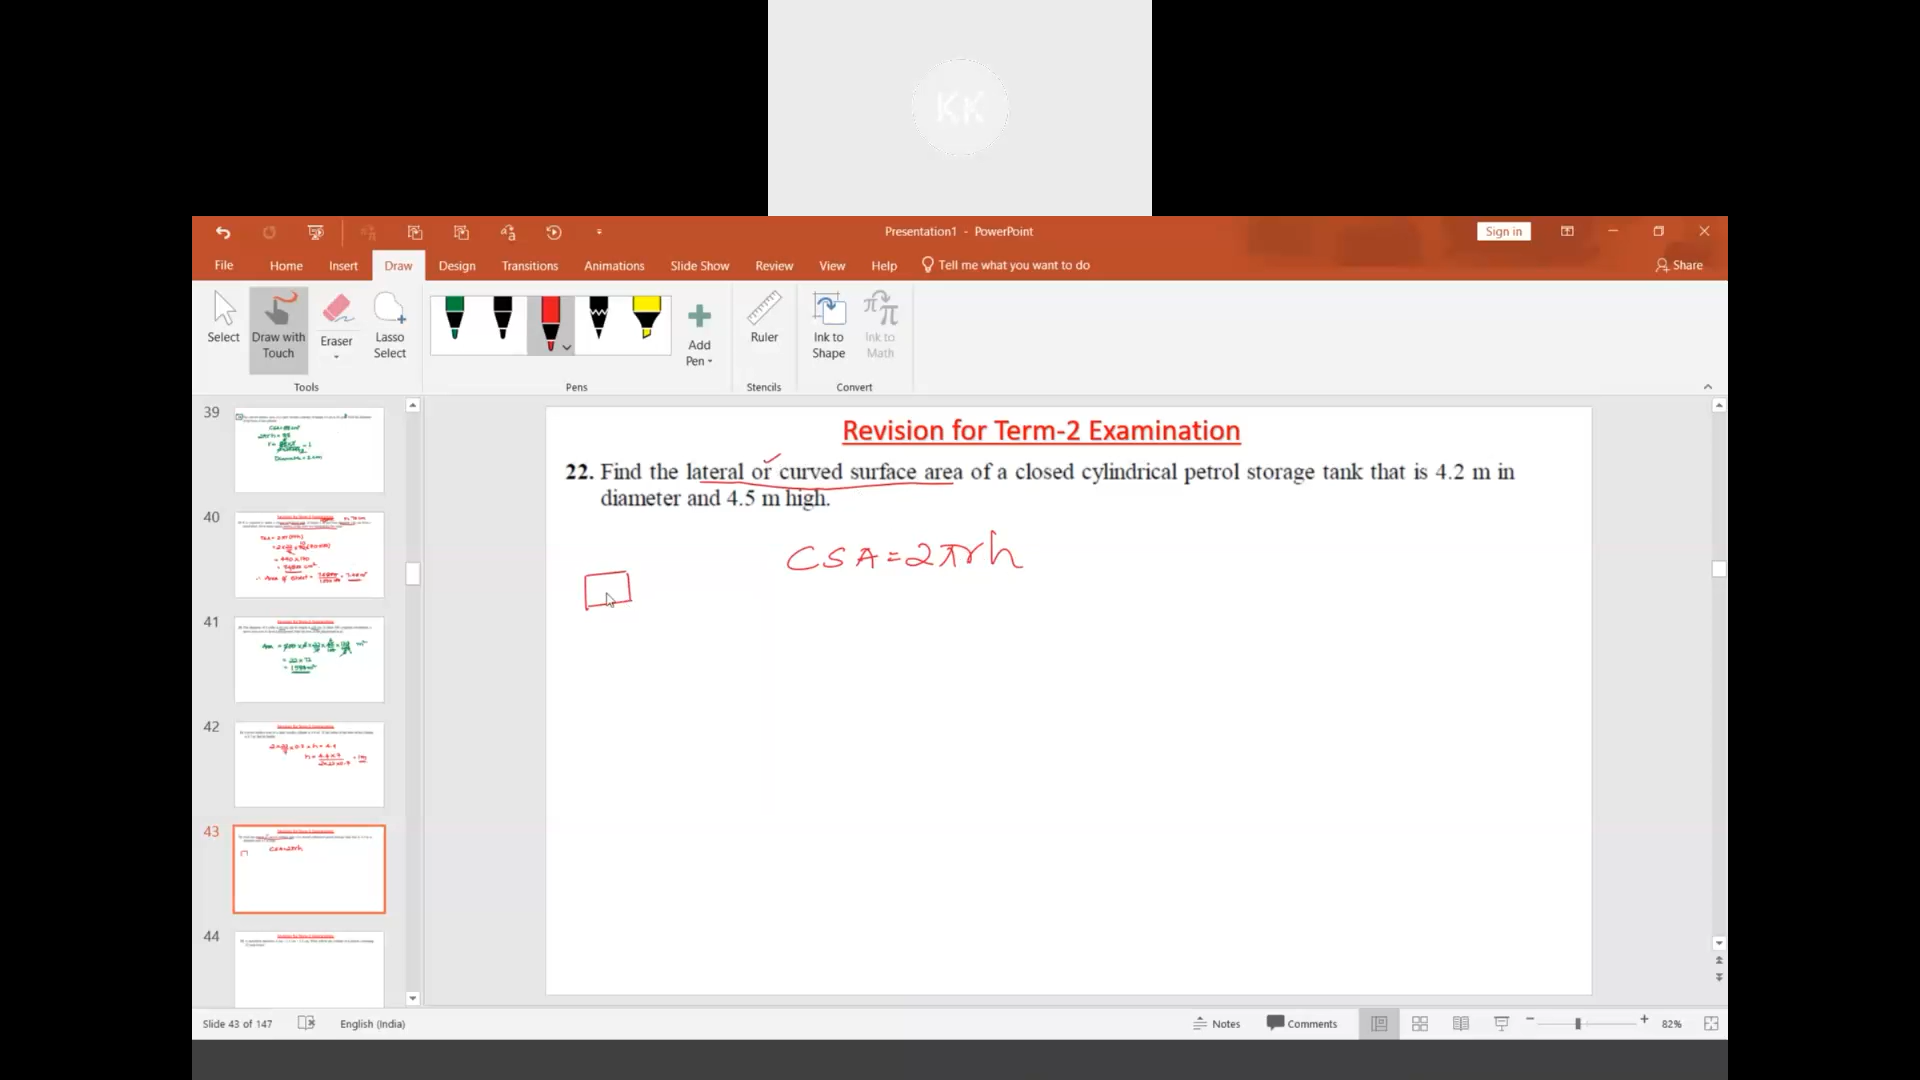 KK
Presentation1 - PowerPoint
Sign in
File Home Insert Draw Design Transitions Animations Slide Show Review View Help Tell me what you want to do Share
Select
Draw with Touch
Eraser
Lasso Select
Tools
Pens
Add Pen
Ruler
Stencils
Ink to Shape
Ink to Math
Convert
39
40
41
42
43
44
Revision for Term-2 Examination
22. Find the lateral or curved surface area of a closed cylindrical petrol storage tank that is 4.2 m in
diameter and 4.5 m high.
CSA=2πrh
Slide 43 of 147 English (India) Notes Comments 82%